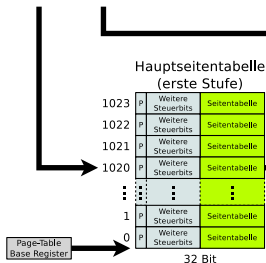 Hauptseitentabelle
(erste Stufe)
1023 P Weitere Steuerbits Seitentabelle
1022 P Weitere Steuerbits Seitentabelle
1021 P Weitere Steuerbits Seitentabelle
1020 P Weitere Steuerbits Seitentabelle
1 P Weitere Steuerbits Seitentabelle
0 P Weitere Steuerbits Seitentabelle
Page-Table
Base Register
32 Bit